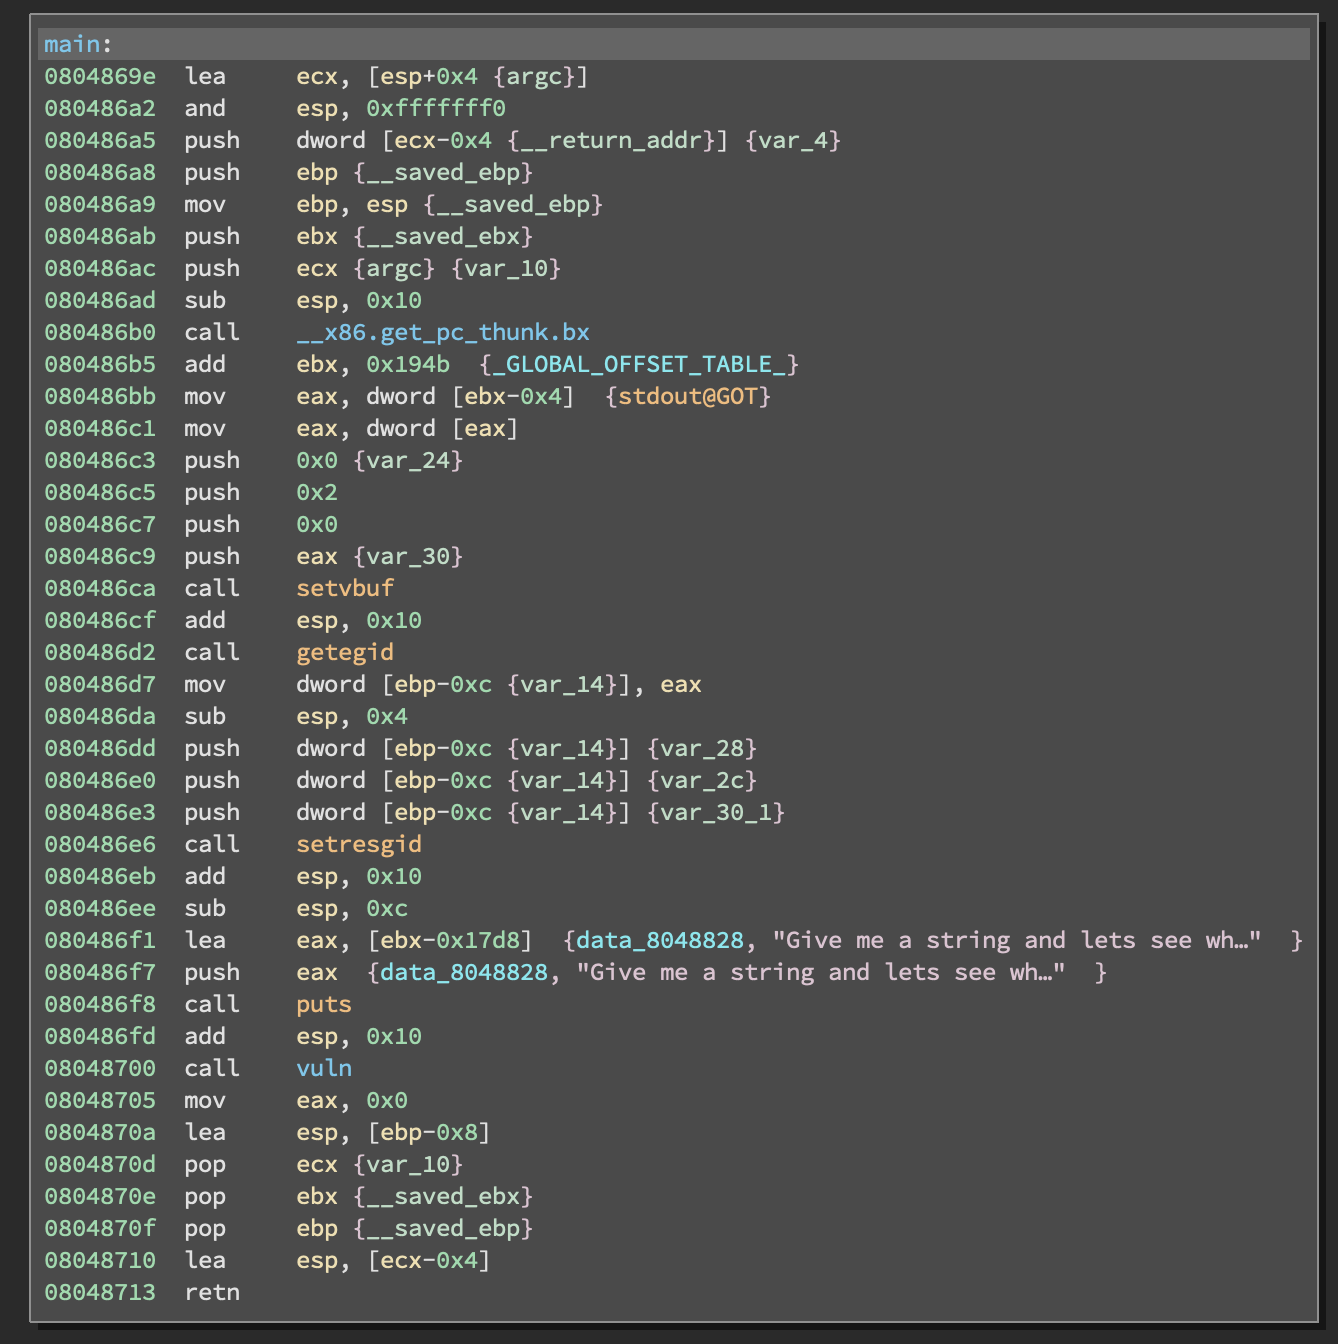 main:
0804869e  lea     ecx, [esp+0x4 {argc}]
080486a2  and     esp, 0xfffffff0
080486a5  push    dword [ecx-0x4 {__return_addr}] {var_4}
080486a8  push    ebp {__saved_ebp}
080486a9  mov     ebp, esp {__saved_ebp}
080486ab  push    ebx {__saved_ebx}
080486ac  push    ecx {argc} {var_10}
080486ad  sub     esp, 0x10
080486b0  call    __x86.get_pc_thunk.bx
080486b5  add     ebx, 0x194b  {_GLOBAL_OFFSET_TABLE_}
080486bb  mov     eax, dword [ebx-0x4]  {stdout@GOT}
080486c1  mov     eax, dword [eax]
080486c3  push    0x0 {var_24}
080486c5  push    0x2
080486c7  push    0x0
080486c9  push    eax {var_30}
080486ca  call    setvbuf
080486cf  add     esp, 0x10
080486d2  call    getegid
080486d7  mov     dword [ebp-0xc {var_14}], eax
080486da  sub     esp, 0x4
080486dd  push    dword [ebp-0xc {var_14}] {var_28}
080486e0  push    dword [ebp-0xc {var_14}] {var_2c}
080486e3  push    dword [ebp-0xc {var_14}] {var_30_1}
080486e6  call    setresgid
080486eb  add     esp, 0x10
080486ee  sub     esp, 0xc
080486f1  lea     eax, [ebx-0x17d8]  {data_8048828, "Give me a string and lets see wh…"  }
080486f7  push    eax  {data_8048828, "Give me a string and lets see wh…"  }
080486f8  call    puts
080486fd  add     esp, 0x10
08048700  call    vuln
08048705  mov     eax, 0x0
0804870a  lea     esp, [ebp-0x8]
0804870d  pop     ecx {var_10}
0804870e  pop     ebx {__saved_ebx}
0804870f  pop     ebp {__saved_ebp}
08048710  lea     esp, [ecx-0x4]
08048713  retn